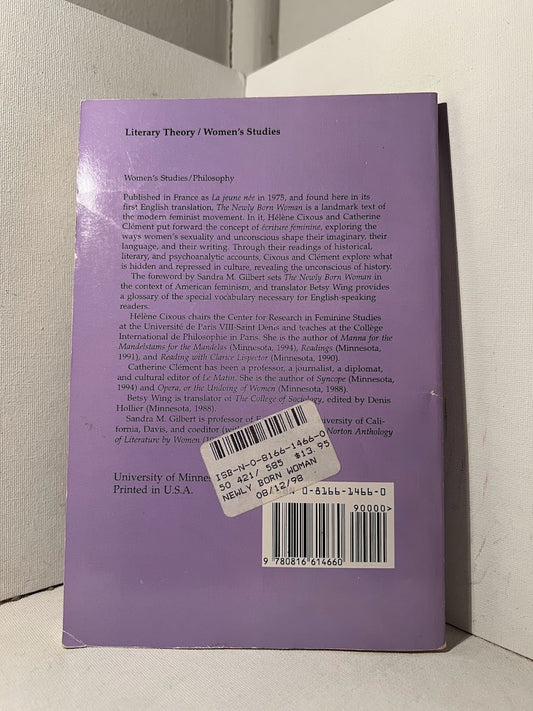 Literary Theory / Women's Studies
Women's Studies/Philosophy
Published in France as La jeune née in 1975, and found here in its
first English translation, The Newly Born Woman is a landmark text of
the modern feminist movement. In it, Hélène Cixous and Catherine
Clément put forward the concept of écriture feminine, exploring the
ways women's sexuality and unconscious shape their imaginary, their
language, and their writing. Through their readings of historical,
literary, and psychoanalytic accounts, Cixous and Clément explore what
is hidden and repressed in culture, revealing the unconscious of history.
The foreword by Sandra M. Gilbert sets The Newly Born Woman in
the context of American feminism, and translator Betsy Wing provides
a glossary of the special vocabulary necessary for English-speaking
readers.
Hélène Cixous chairs the Center for Research in Feminine Studies
at the Université de Paris VIII-Saint Denis and teaches at the Collège
International de Philosophie in Paris. She is the author of Manna for the
Mandelstams for the Mandelas (Minnesota, 1994), Readings (Minnesota,
1991), and Reading with Clarice Lispector (Minnesota, 1990).
Catherine Clément has been a professor, a journalist, a diplomat,
and cultural editor of Le Matin. She is the author of Syncope (Minnesota,
1994) and Opera, or the Undoing of Women (Minnesota, 1988).
Betsy Wing is translator of The College of Sociology, edited by Denis
Hollier (Minnesota, 1988).
Sandra M. Gilbert is professor of University of Cali-
fornia, Davis, and coeditor Norton Anthology
of Literature by Women
University of
Printed in U.S.A.
ISB-N-0-8166-1466-0
50 421/ 585 $13.95
NEWLY BORN WOMAN
08/12/98
0-8166-1466-0
90000>
9 780816 614660